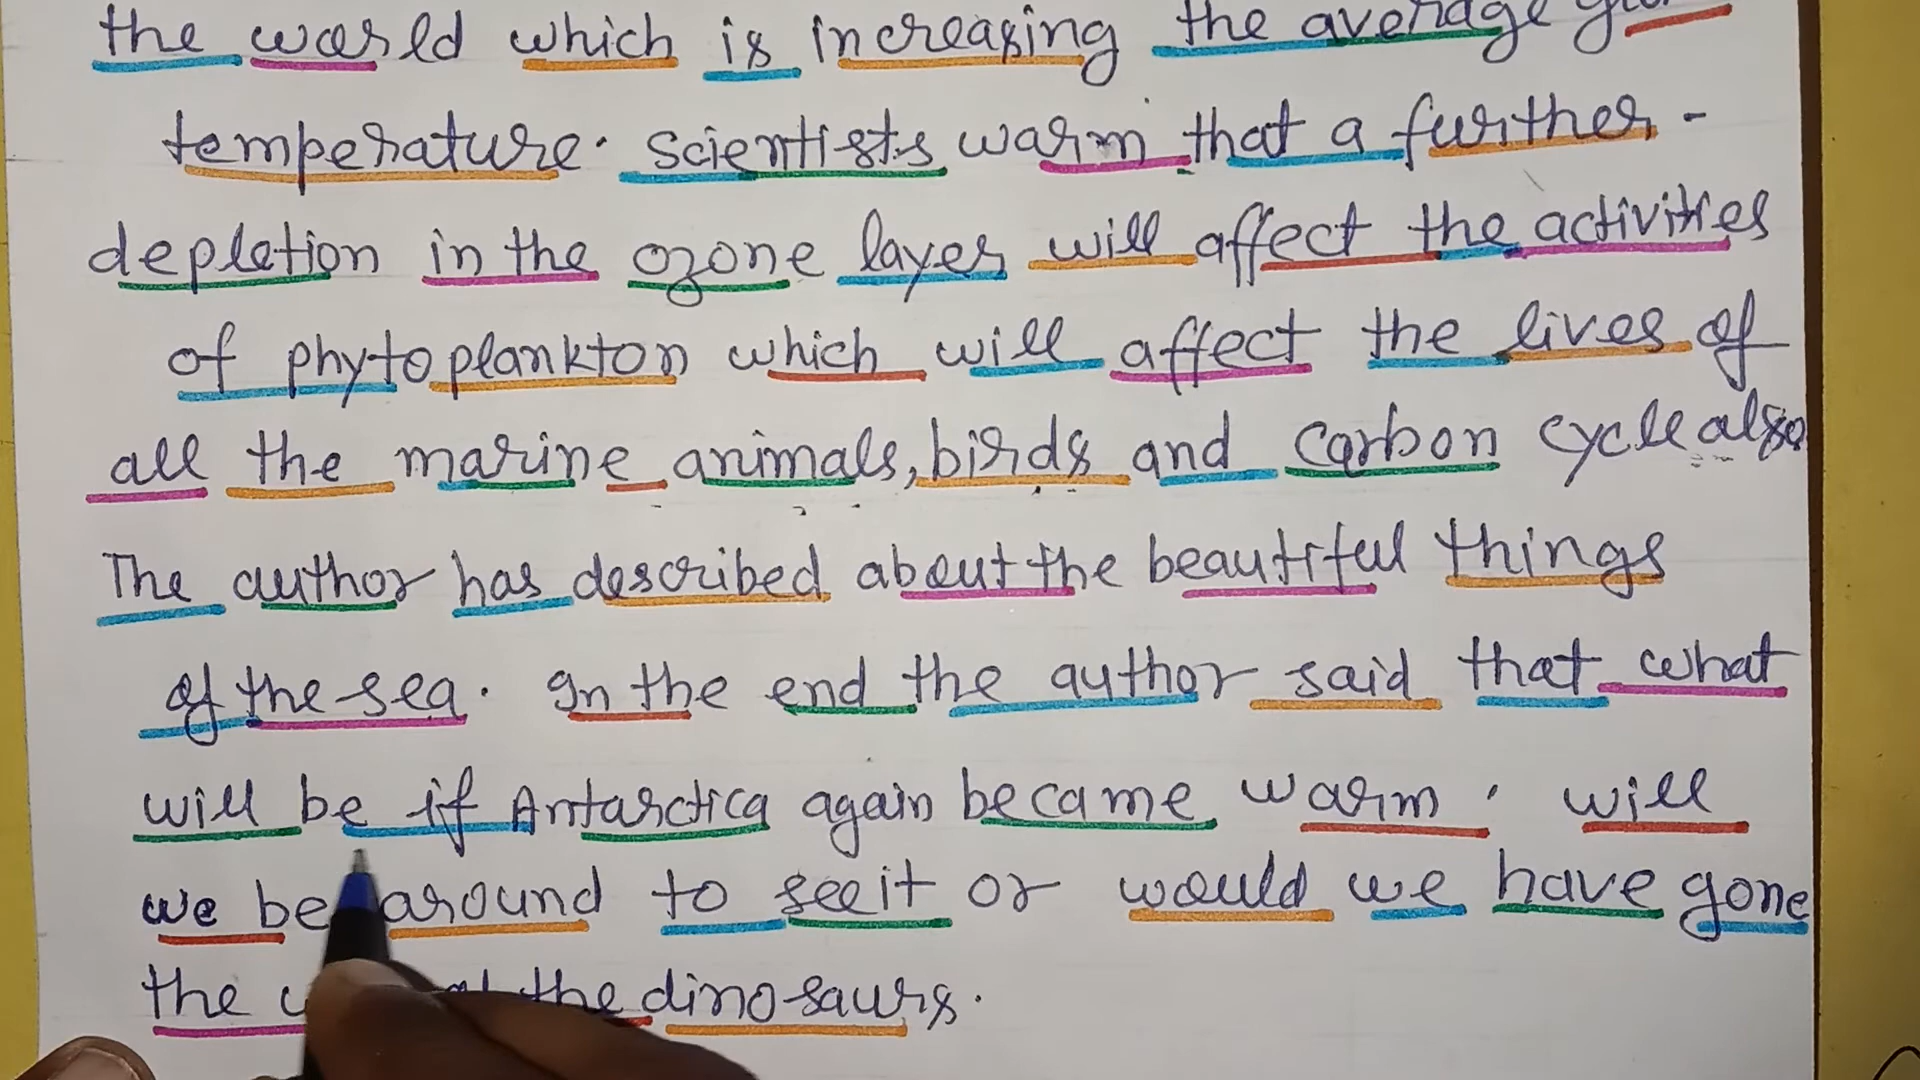 the world which is increasing the average
temperature. scientists warm that a further -
depletion in the ozone layer will affect the activities
of phytoplankton which will affect the lives of
all the marine animals, birds and carbon cycle also
The author has described about the beautiful things
of the sea. In the end the author said that what
will be if Antarctica again became warm. will
we be around to see it or would we have gone
the the dinosaurs.